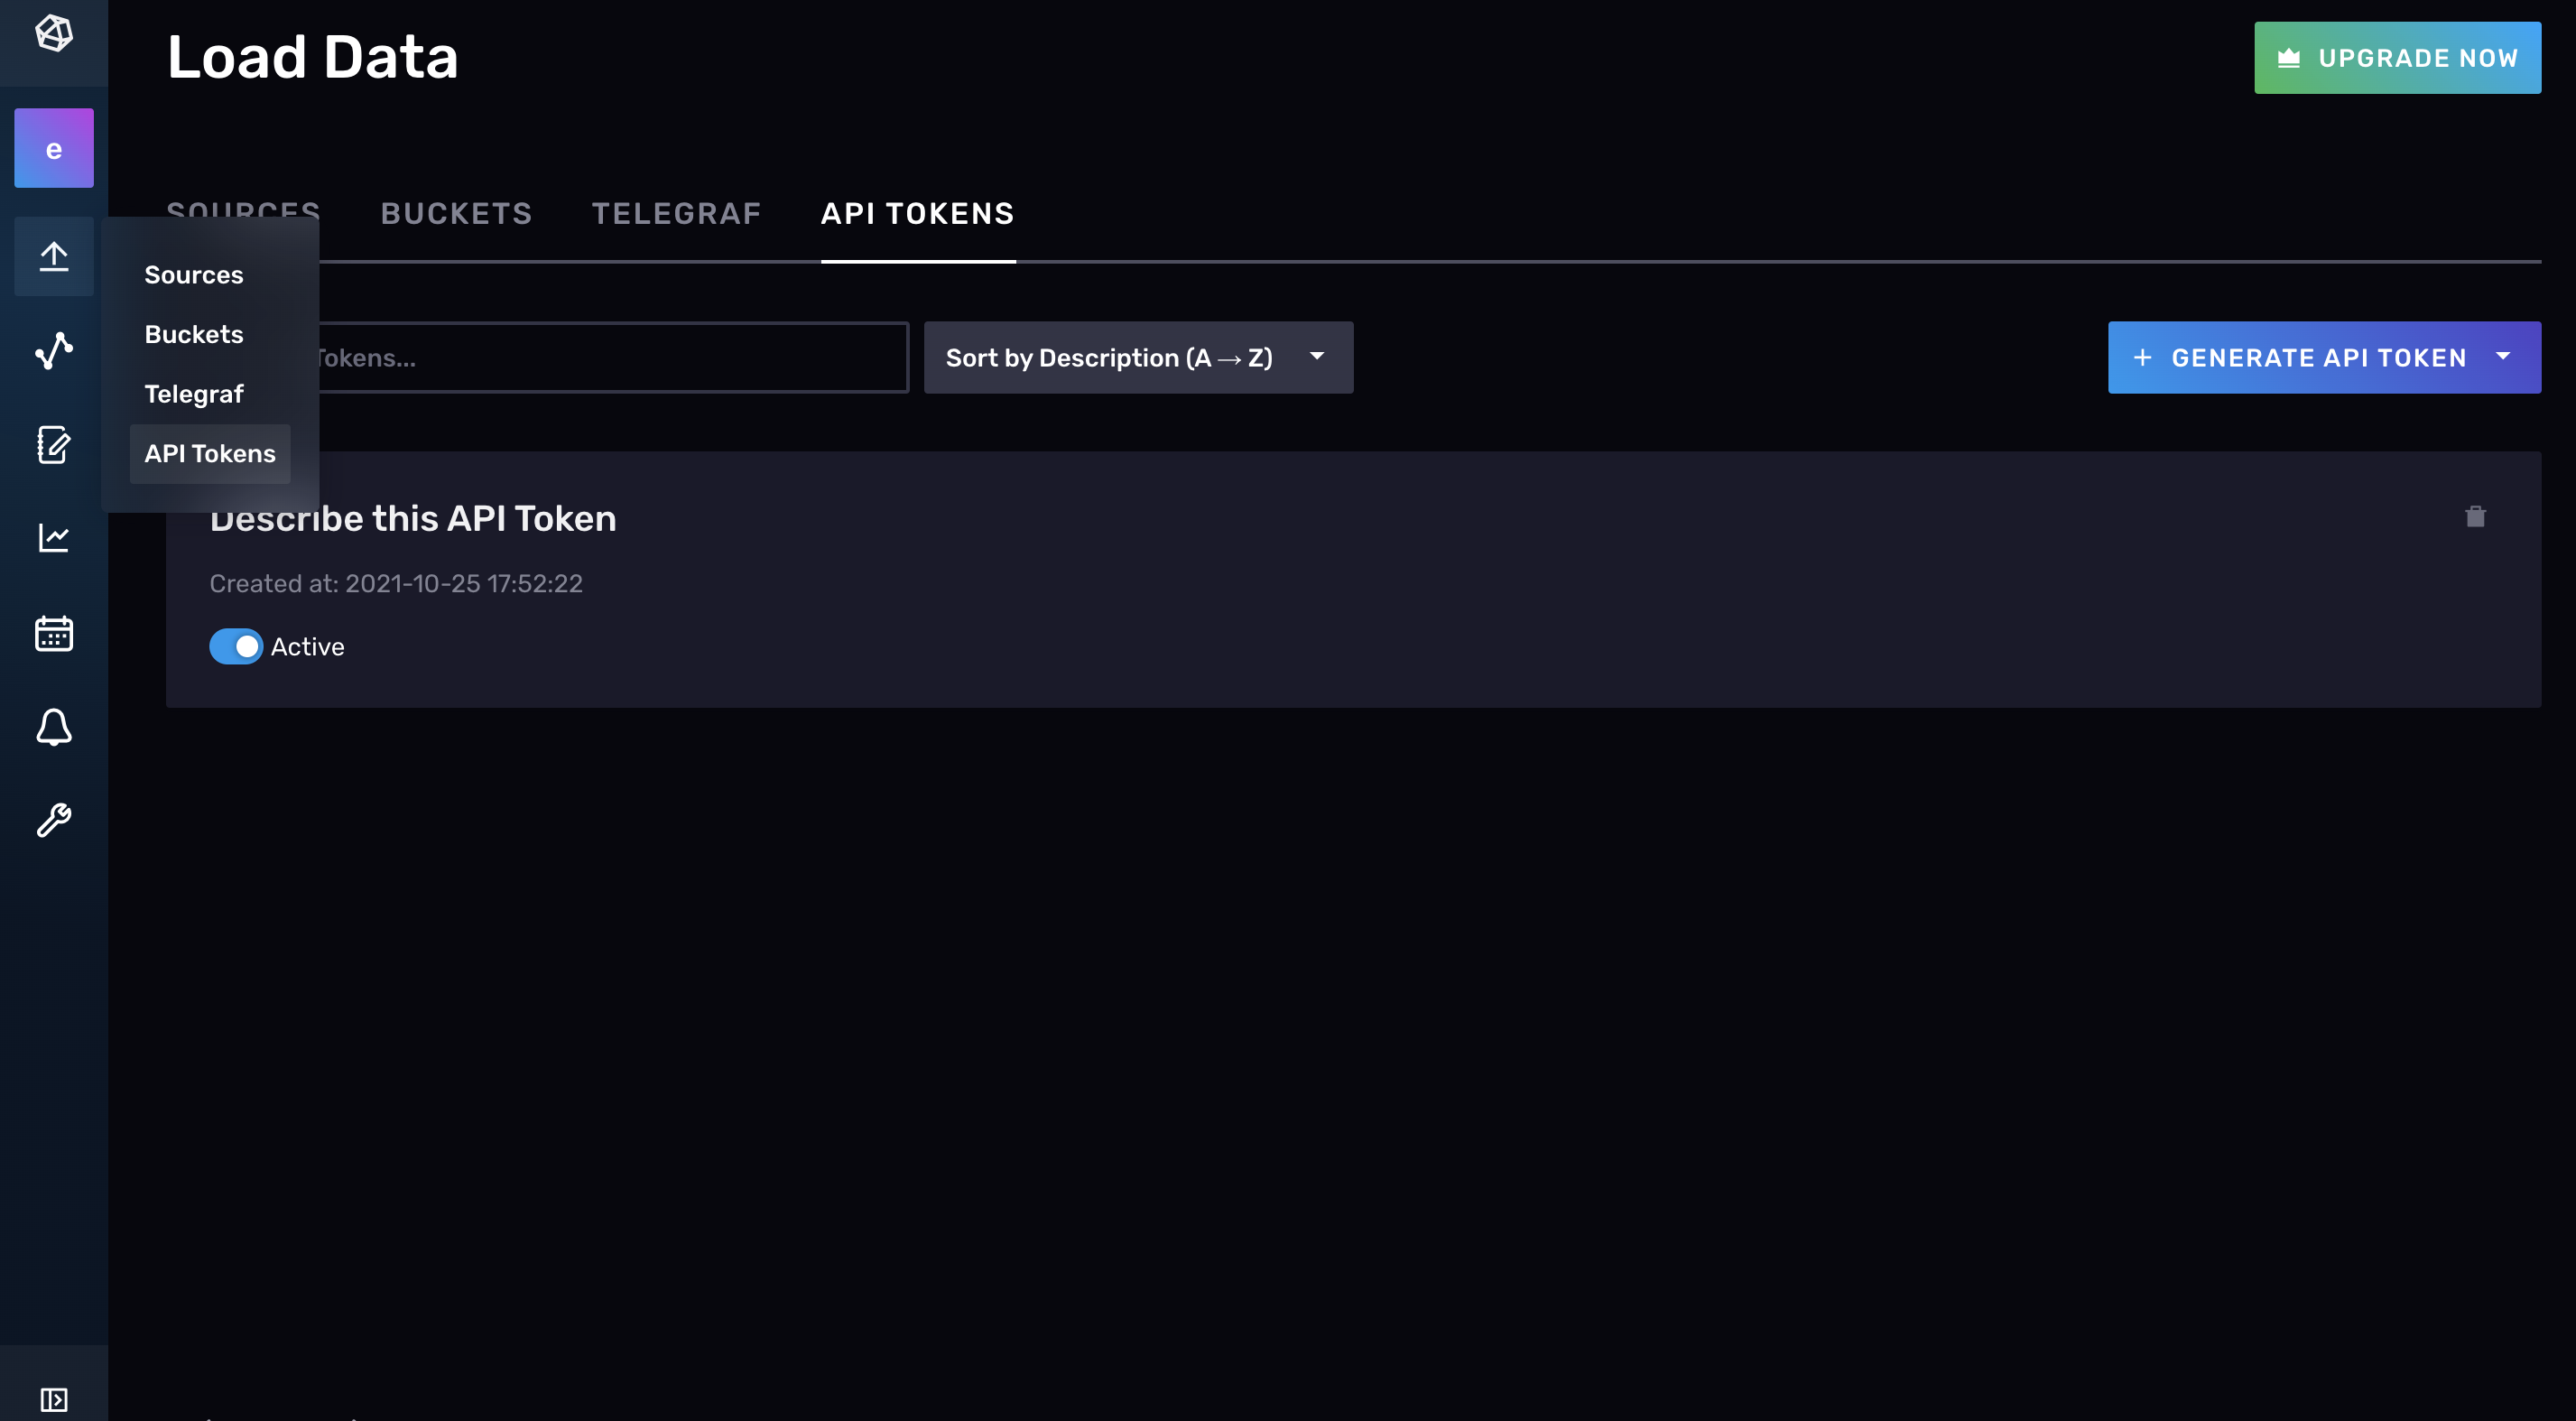 Load Data
UPGRADE NOW
e
SOURCES BUCKETS TELEGRAF API TOKENS
Sources
Buckets
Telegraf
API Tokens
Tokens...
Sort by Description (A → Z)
+ GENERATE API TOKEN
Describe this API Token
Created at: 2021-10-25 17:52:22
Active